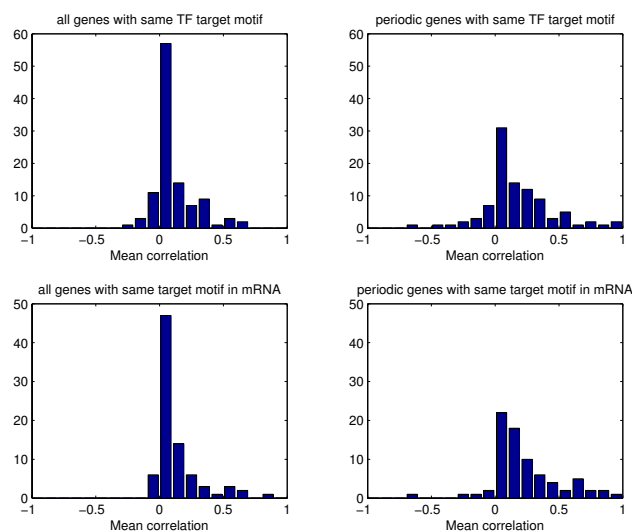 all genes with same TF target motif
60
50
40
30
20
10
0
−1 −0.5 0 0.5 1
Mean correlation
periodic genes with same TF target motif
60
50
40
30
20
10
0
−1 −0.5 0 0.5 1
Mean correlation
all genes with same target motif in mRNA
50
40
30
20
10
0
−1 −0.5 0 0.5 1
Mean correlation
periodic genes with same target motif in mRNA
50
40
30
20
10
0
−1 −0.5 0 0.5 1
Mean correlation